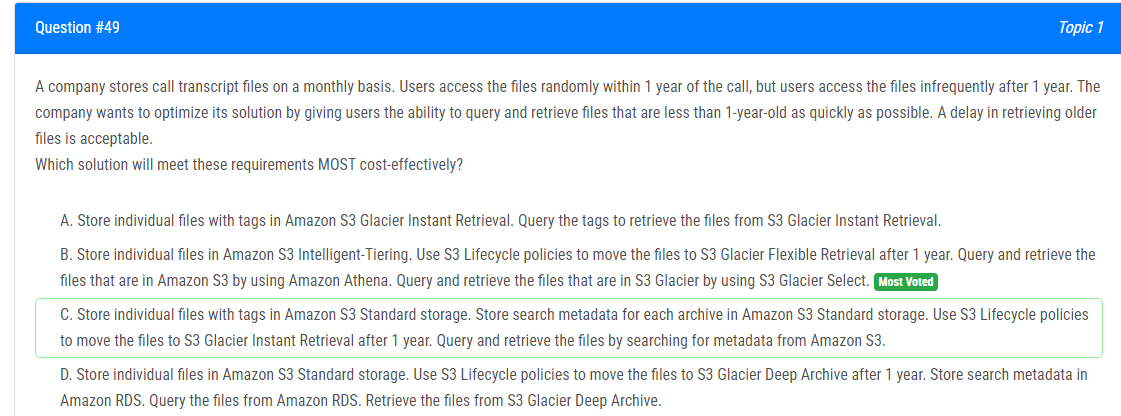 Question #49
Topic 1
A company stores call transcript files on a monthly basis. Users access the files randomly within 1 year of the call, but users access the files infrequently after 1 year. The
company wants to optimize its solution by giving users the ability to query and retrieve files that are less than 1-year-old as quickly as possible. A delay in retrieving older
files is acceptable.
Which solution will meet these requirements MOST cost-effectively?
A. Store individual files with tags in Amazon S3 Glacier Instant Retrieval. Query the tags to retrieve the files from S3 Glacier Instant Retrieval.
B. Store individual files in Amazon S3 Intelligent-Tiering. Use S3 Lifecycle policies to move the files to S3 Glacier Flexible Retrieval after 1 year. Query and retrieve the
files that are in Amazon S3 by using Amazon Athena. Query and retrieve the files that are in S3 Glacier by using S3 Glacier Select. Most Voted
C. Store individual files with tags in Amazon S3 Standard storage. Store search metadata for each archive in Amazon S3 Standard storage. Use S3 Lifecycle policies
to move the files to S3 Glacier Instant Retrieval after 1 year. Query and retrieve the files by searching for metadata from Amazon S3.
D. Store individual files in Amazon S3 Standard storage. Use S3 Lifecycle policies to move the files to S3 Glacier Deep Archive after 1 year. Store search metadata in
Amazon RDS. Query the files from Amazon RDS. Retrieve the files from S3 Glacier Deep Archive.